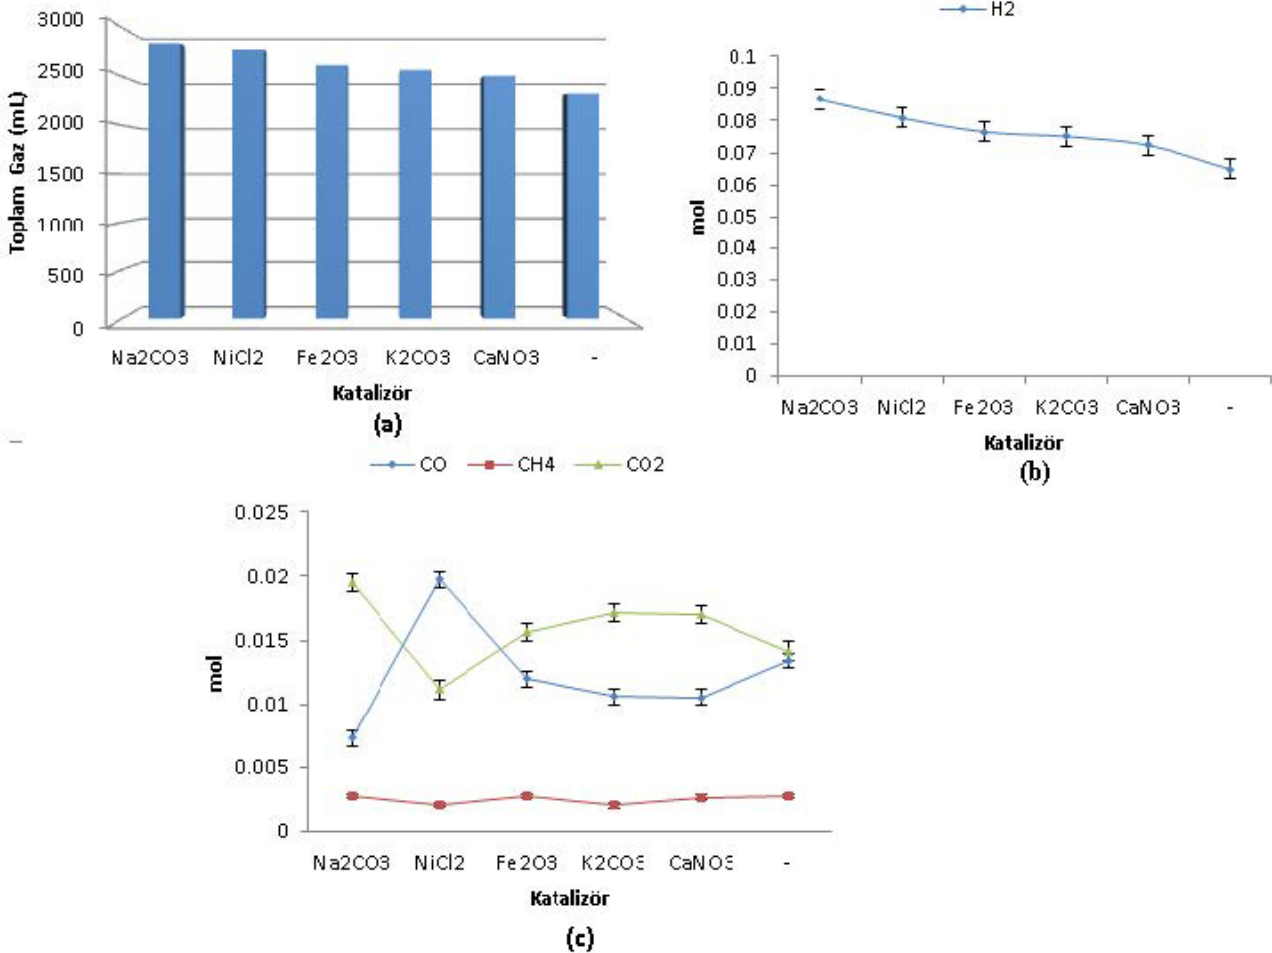 3000
2500
2000
1500
1000
500
0
Toplam Gaz (mL)
Na2CO3 NiCl2 Fe2O3 K2CO3 CaNO3 -
Katalizör
(a)
H2
0.1
0.09
0.08
0.07
0.06
0.05
0.04
0.03
0.02
0.01
0
mol
Na2CO3 NiCl2 Fe2O3 K2CO3 CaNO3 -
Katalizör
(b)
CO CH4 CO2
0.025
0.02
0.015
0.01
0.005
0
mol
Na2CO3 NiCl2 Fe2O3 K2CO3 CaNO3 -
Katalizör
(c)